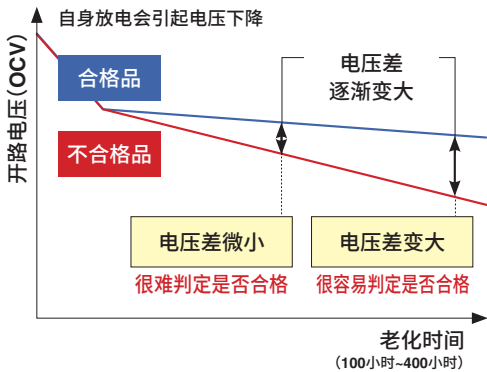 自身放电会引起电压下降
开路电压(OCV)
合格品
不合格品
电压差
逐渐变大
电压差微小
电压差变大
很难判定是否合格
很容易判定是否合格
老化时间
(100小时~400小时)